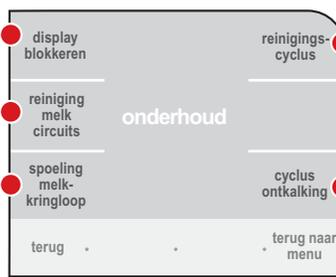 display
blokkeren
reinigings-
cyclus
reiniging
melk
circuits
onderhoud
spoeling
melk-
kringloop
cyclus
ontkalking
terug
terug naar
menu